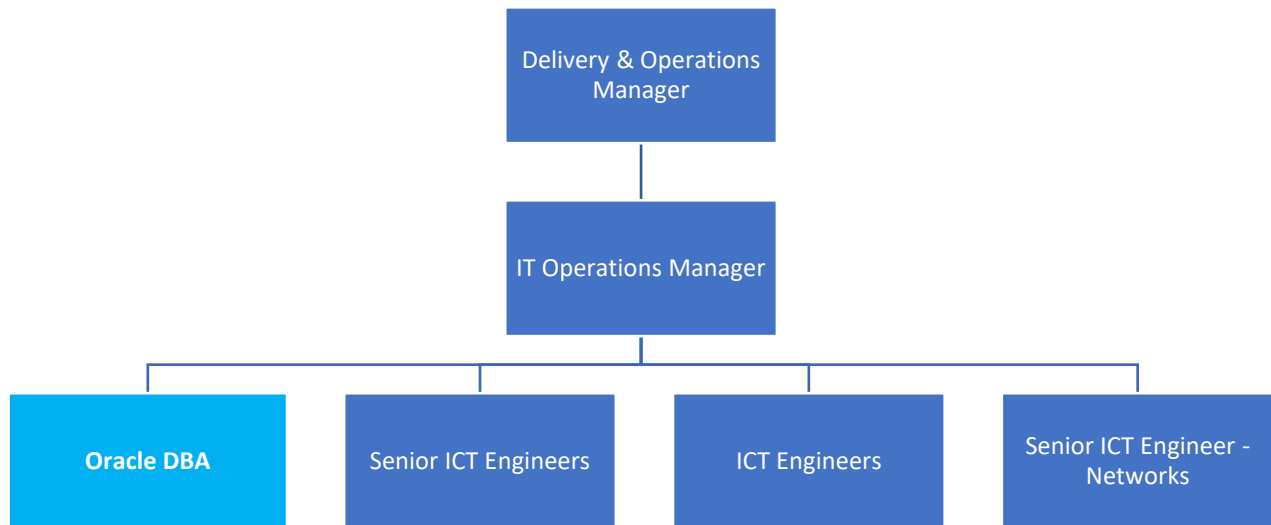 Delivery & Operations
Manager
IT Operations Manager
Oracle DBA
Senior ICT Engineers
ICT Engineers
Senior ICT Engineer -
Networks